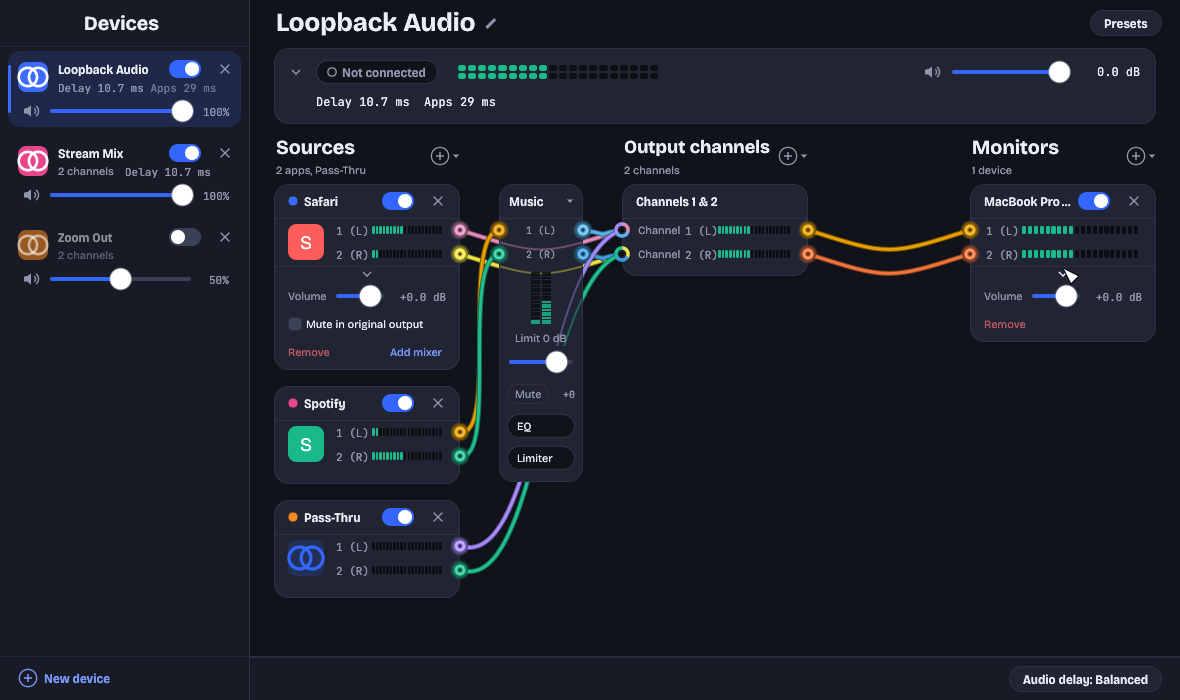 Devices
Loopback Audio
Delay 10.7 ms Apps 29 ms
100%
Stream Mix
2 channels Delay 10.7 ms
100%
Zoom Out
2 channels
50%
New device
Loopback Audio
Presets
Not connected
0.0 dB
Delay 10.7 ms Apps 29 ms
Sources
2 apps, Pass-Thru
Output channels
2 channels
Monitors
1 device
Safari
S
1 (L)
2 (R)
Volume +0.0 dB
Mute in original output
Remove Add mixer
Spotify
S
1 (L)
2 (R)
Pass-Thru
1 (L)
2 (R)
Music
1 (L)
2 (R)
Limit 0 dB
Mute +0
EQ
Limiter
Channels 1 & 2
Channel 1 (L)
Channel 2 (R)
MacBook Pro ...
1 (L)
2 (R)
Volume +0.0 dB
Remove
Audio delay: Balanced